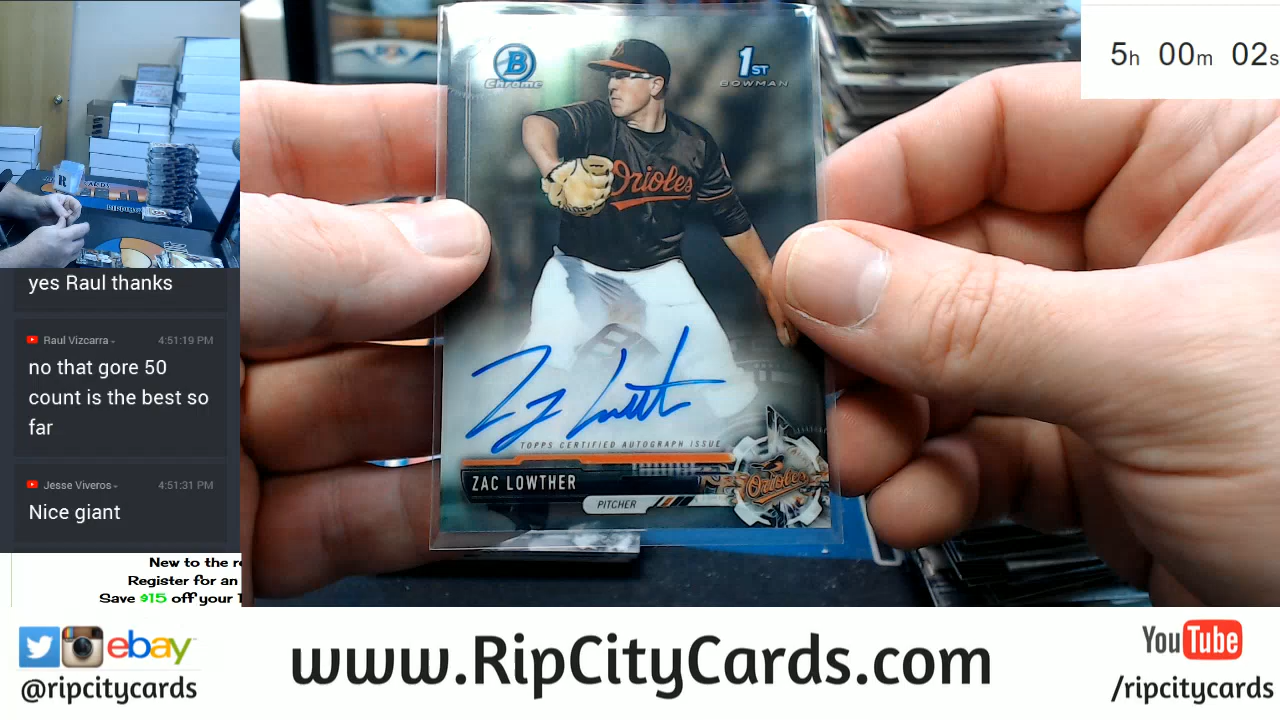 5h 00m 02s
B
Chrome
1ST
BOWMAN
Orioles
TOPPS CERTIFIED AUTOGRAPH ISSUE
ZAC LOWTHER
PITCHER
Orioles
yes Raul thanks
Raul Vizcarra
4:51:19 PM
no that gore 50
count is the best so
far
Jesse Viveros
4:51:31 PM
Nice giant
New to the
Register for an
Save $15 off your
ebay
@ripcitycards
www.RipCityCards.com
YouTube
/ripcitycards